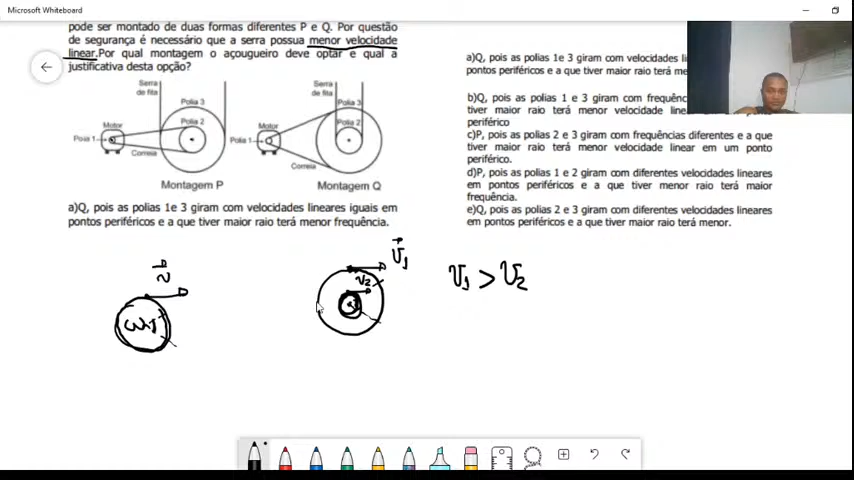 Microsoft Whiteboard
pode ser montado de duas formas diferentes P e Q. Por questão
de segurança é necessário que a serra possua menor velocidade
linear.Por qual montagem o açougueiro deve optar e qual a
justificativa desta opção?
Serra
de fita
Polia 3
Motor
Polia 2
Polia 1
Correia
Montagem P
Serra
de fita
Polia 3
Motor
Polia 2
Polia 1
Correia
Montagem Q
a)Q, pois as polias 1e 3 giram com velocidades lineares iguais em
pontos periféricos e a que tiver maior raio terá menor frequência.
a)Q, pois as polias 1e 3 giram com velocidades
pontos periféricos e a que tiver maior raio terá
b)Q, pois as polias 1 e 3 giram com
tiver maior raio terá menor velocidade
periférico
c)P, pois as polias 2 e 3 giram com frequências diferentes e a que
tiver maior raio terá menor velocidade linear em um ponto
periférico.
d)P, pois as polias 1 e 2 giram com diferentes velocidades lineares
em pontos periféricos e a que tiver menor raio terá maior
frequência.
e)Q, pois as polias 2 e 3 giram com diferentes velocidades lineares
em pontos periféricos e a que tiver maior raio terá menor.
V
V1
V2
V1 > V2